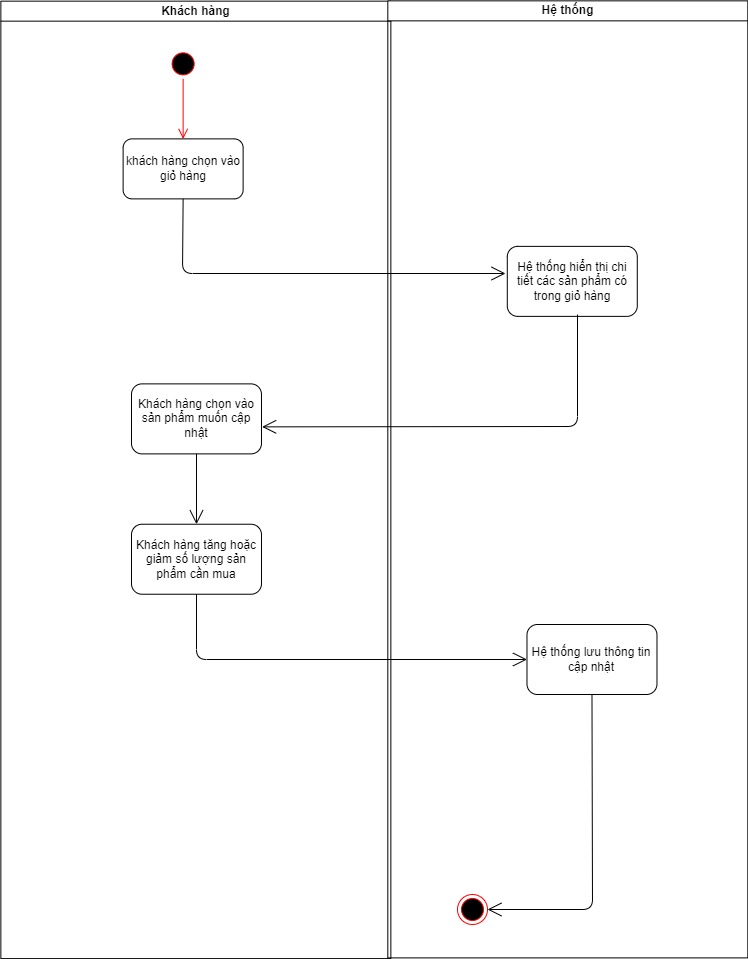 Khách hàng
Hệ thống
khách hàng chọn vào
giỏ hàng
Hệ thống hiển thị chi
tiết các sản phẩm có
trong giỏ hàng
Khách hàng chọn vào
sản phẩm muốn cập
nhật
Khách hàng tăng hoặc
giảm số lượng sản
phẩm cần mua
Hệ thống lưu thông tin
cập nhật